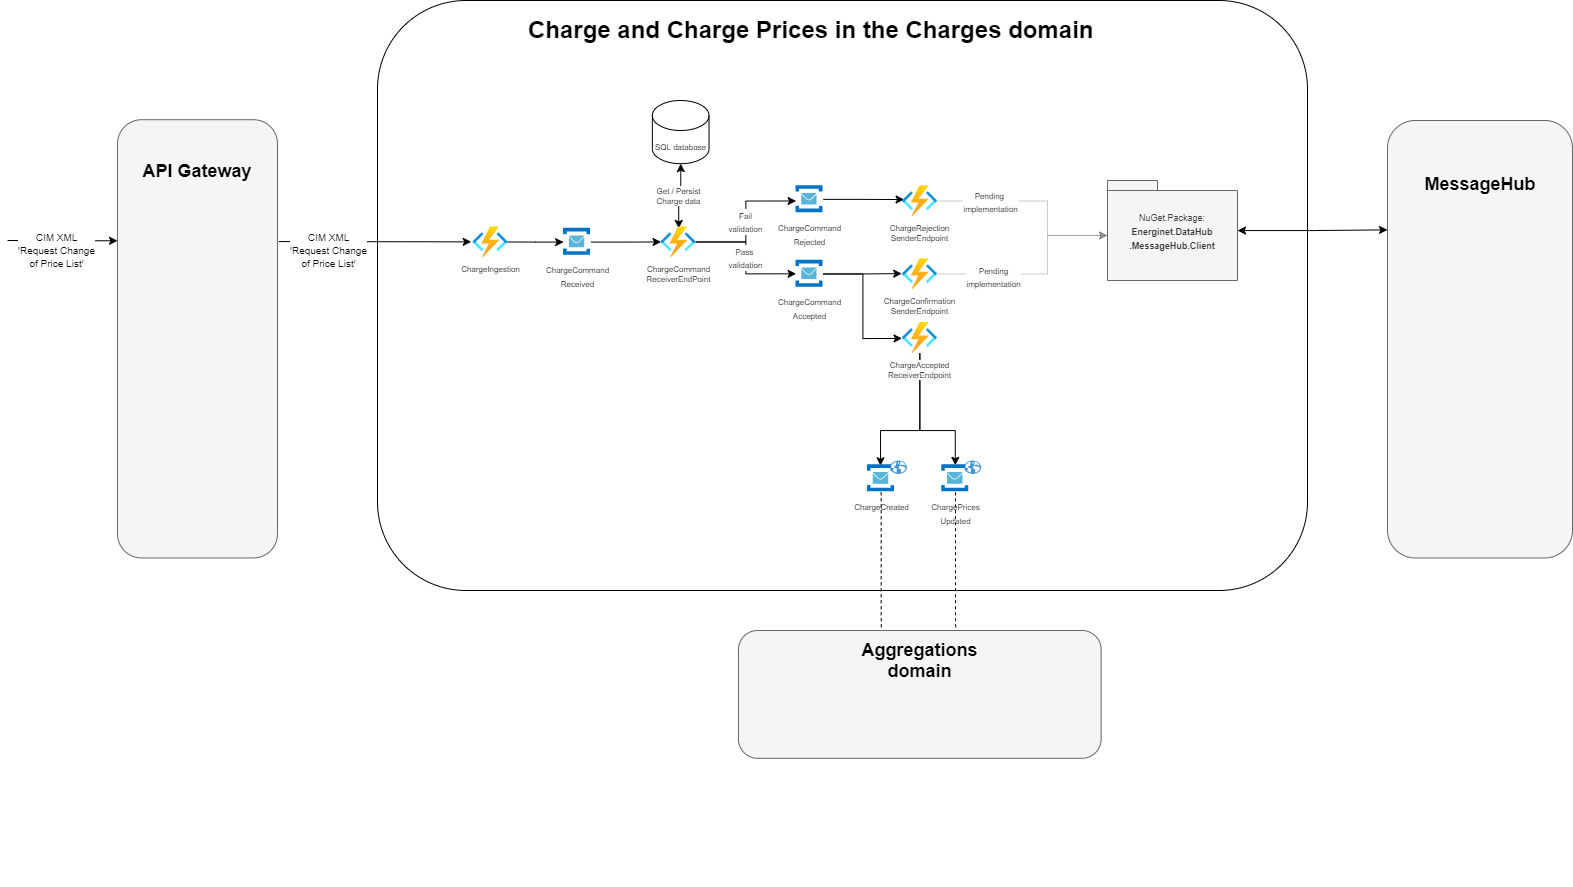 Charge and Charge Prices in the Charges domain
API Gateway
MessageHub
CIM XML
'Request Change
of Price List'
CIM XML
'Request Change
of Price List'
ChargeIngestion
ChargeCommand
Received
SQL database
Get / Persist
Charge data
ChargeCommand
ReceiverEndPoint
Fail
validation
Pass
validation
ChargeCommand
Rejected
ChargeCommand
Accepted
ChargeRejection
SenderEndpoint
Pending
implementation
ChargeConfirmation
SenderEndpoint
Pending
implementation
ChargeAccepted
ReceiverEndpoint
NuGet.Package:
Energinet.DataHub
.MessageHub.Client
ChargeCreated
ChargePrices
Updated
Aggregations
domain